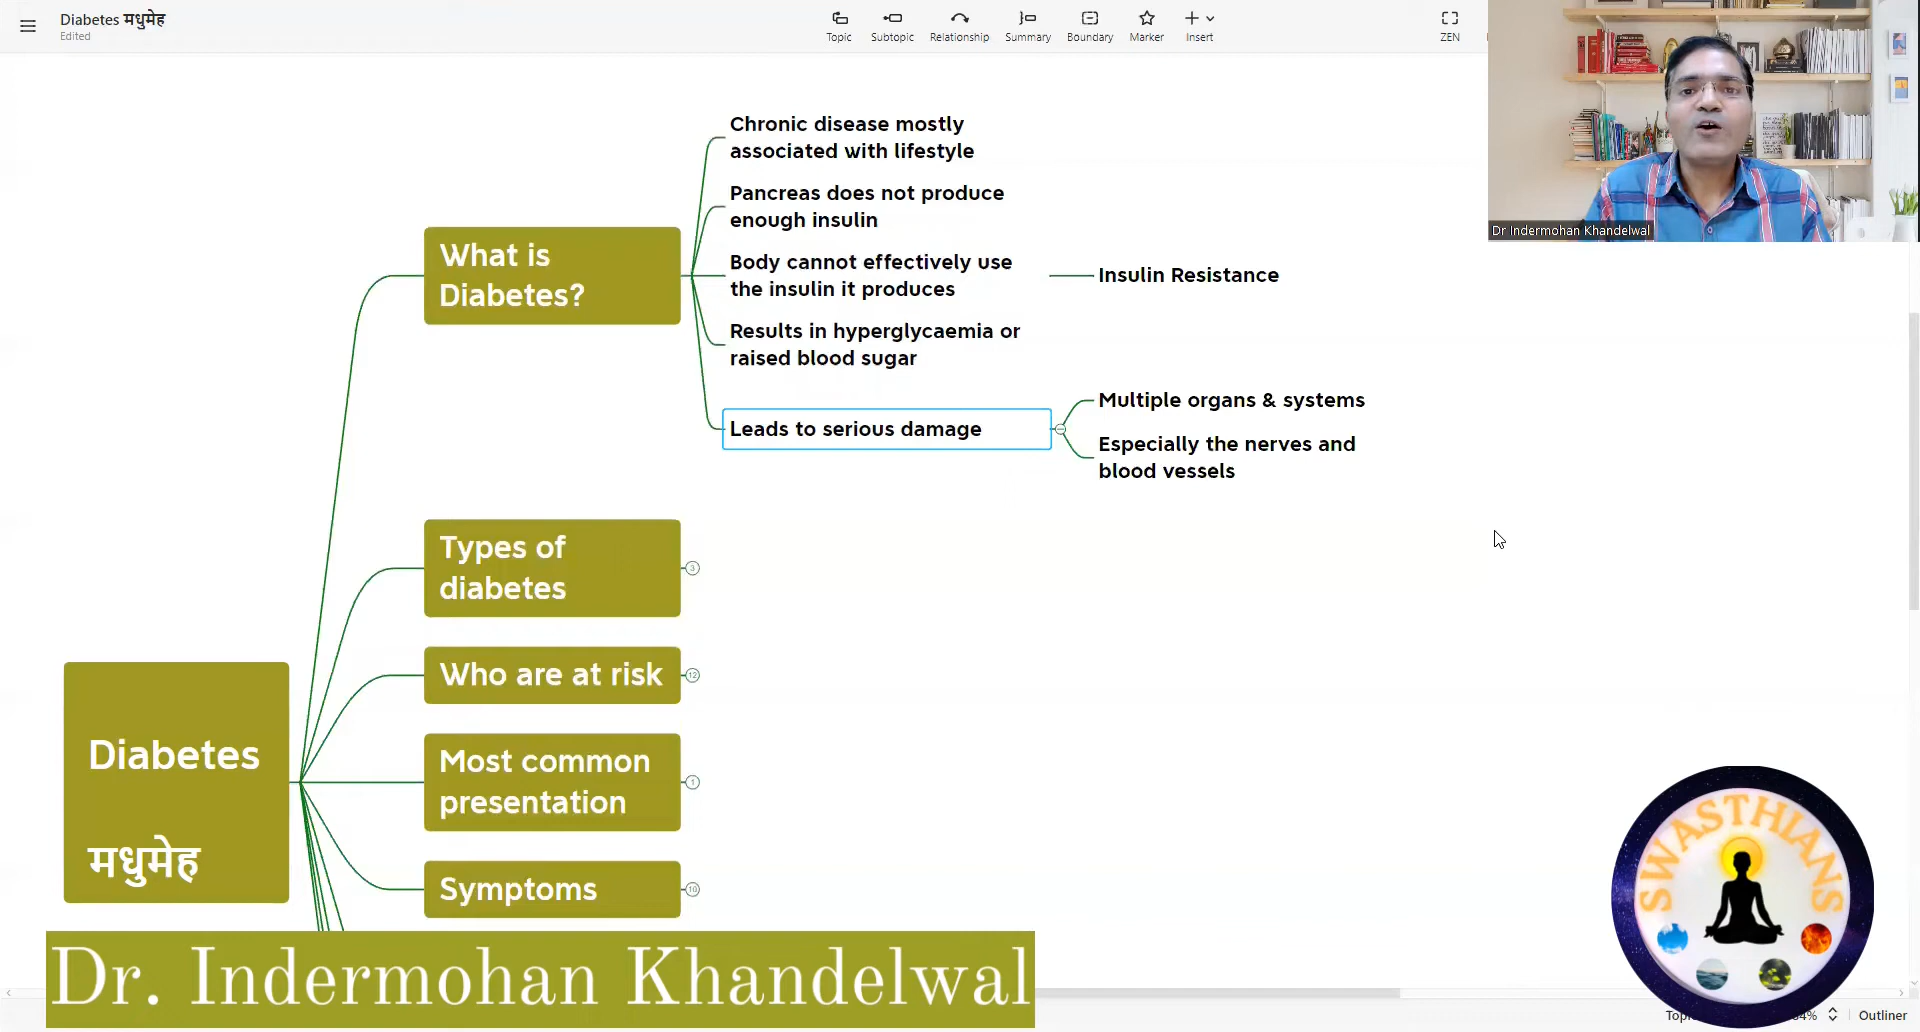 Diabetes मधुमेह
Edited
Topic
Subtopic
Relationship
Summary
Boundary
Marker
Insert
ZEN
Dr Indermohan Khandelwal
Chronic disease mostly
associated with lifestyle
Pancreas does not produce
enough insulin
What is
Diabetes?
Body cannot effectively use
the insulin it produces
Insulin Resistance
Results in hyperglycaemia or
raised blood sugar
Leads to serious damage
Multiple organs & systems
Especially the nerves and
blood vessels
Types of
diabetes
3
Who are at risk
12
Most common
presentation
1
Symptoms
10
Diabetes
मधुमेह
SWASTHIANS
Dr. Indermohan Khandelwal
Outliner